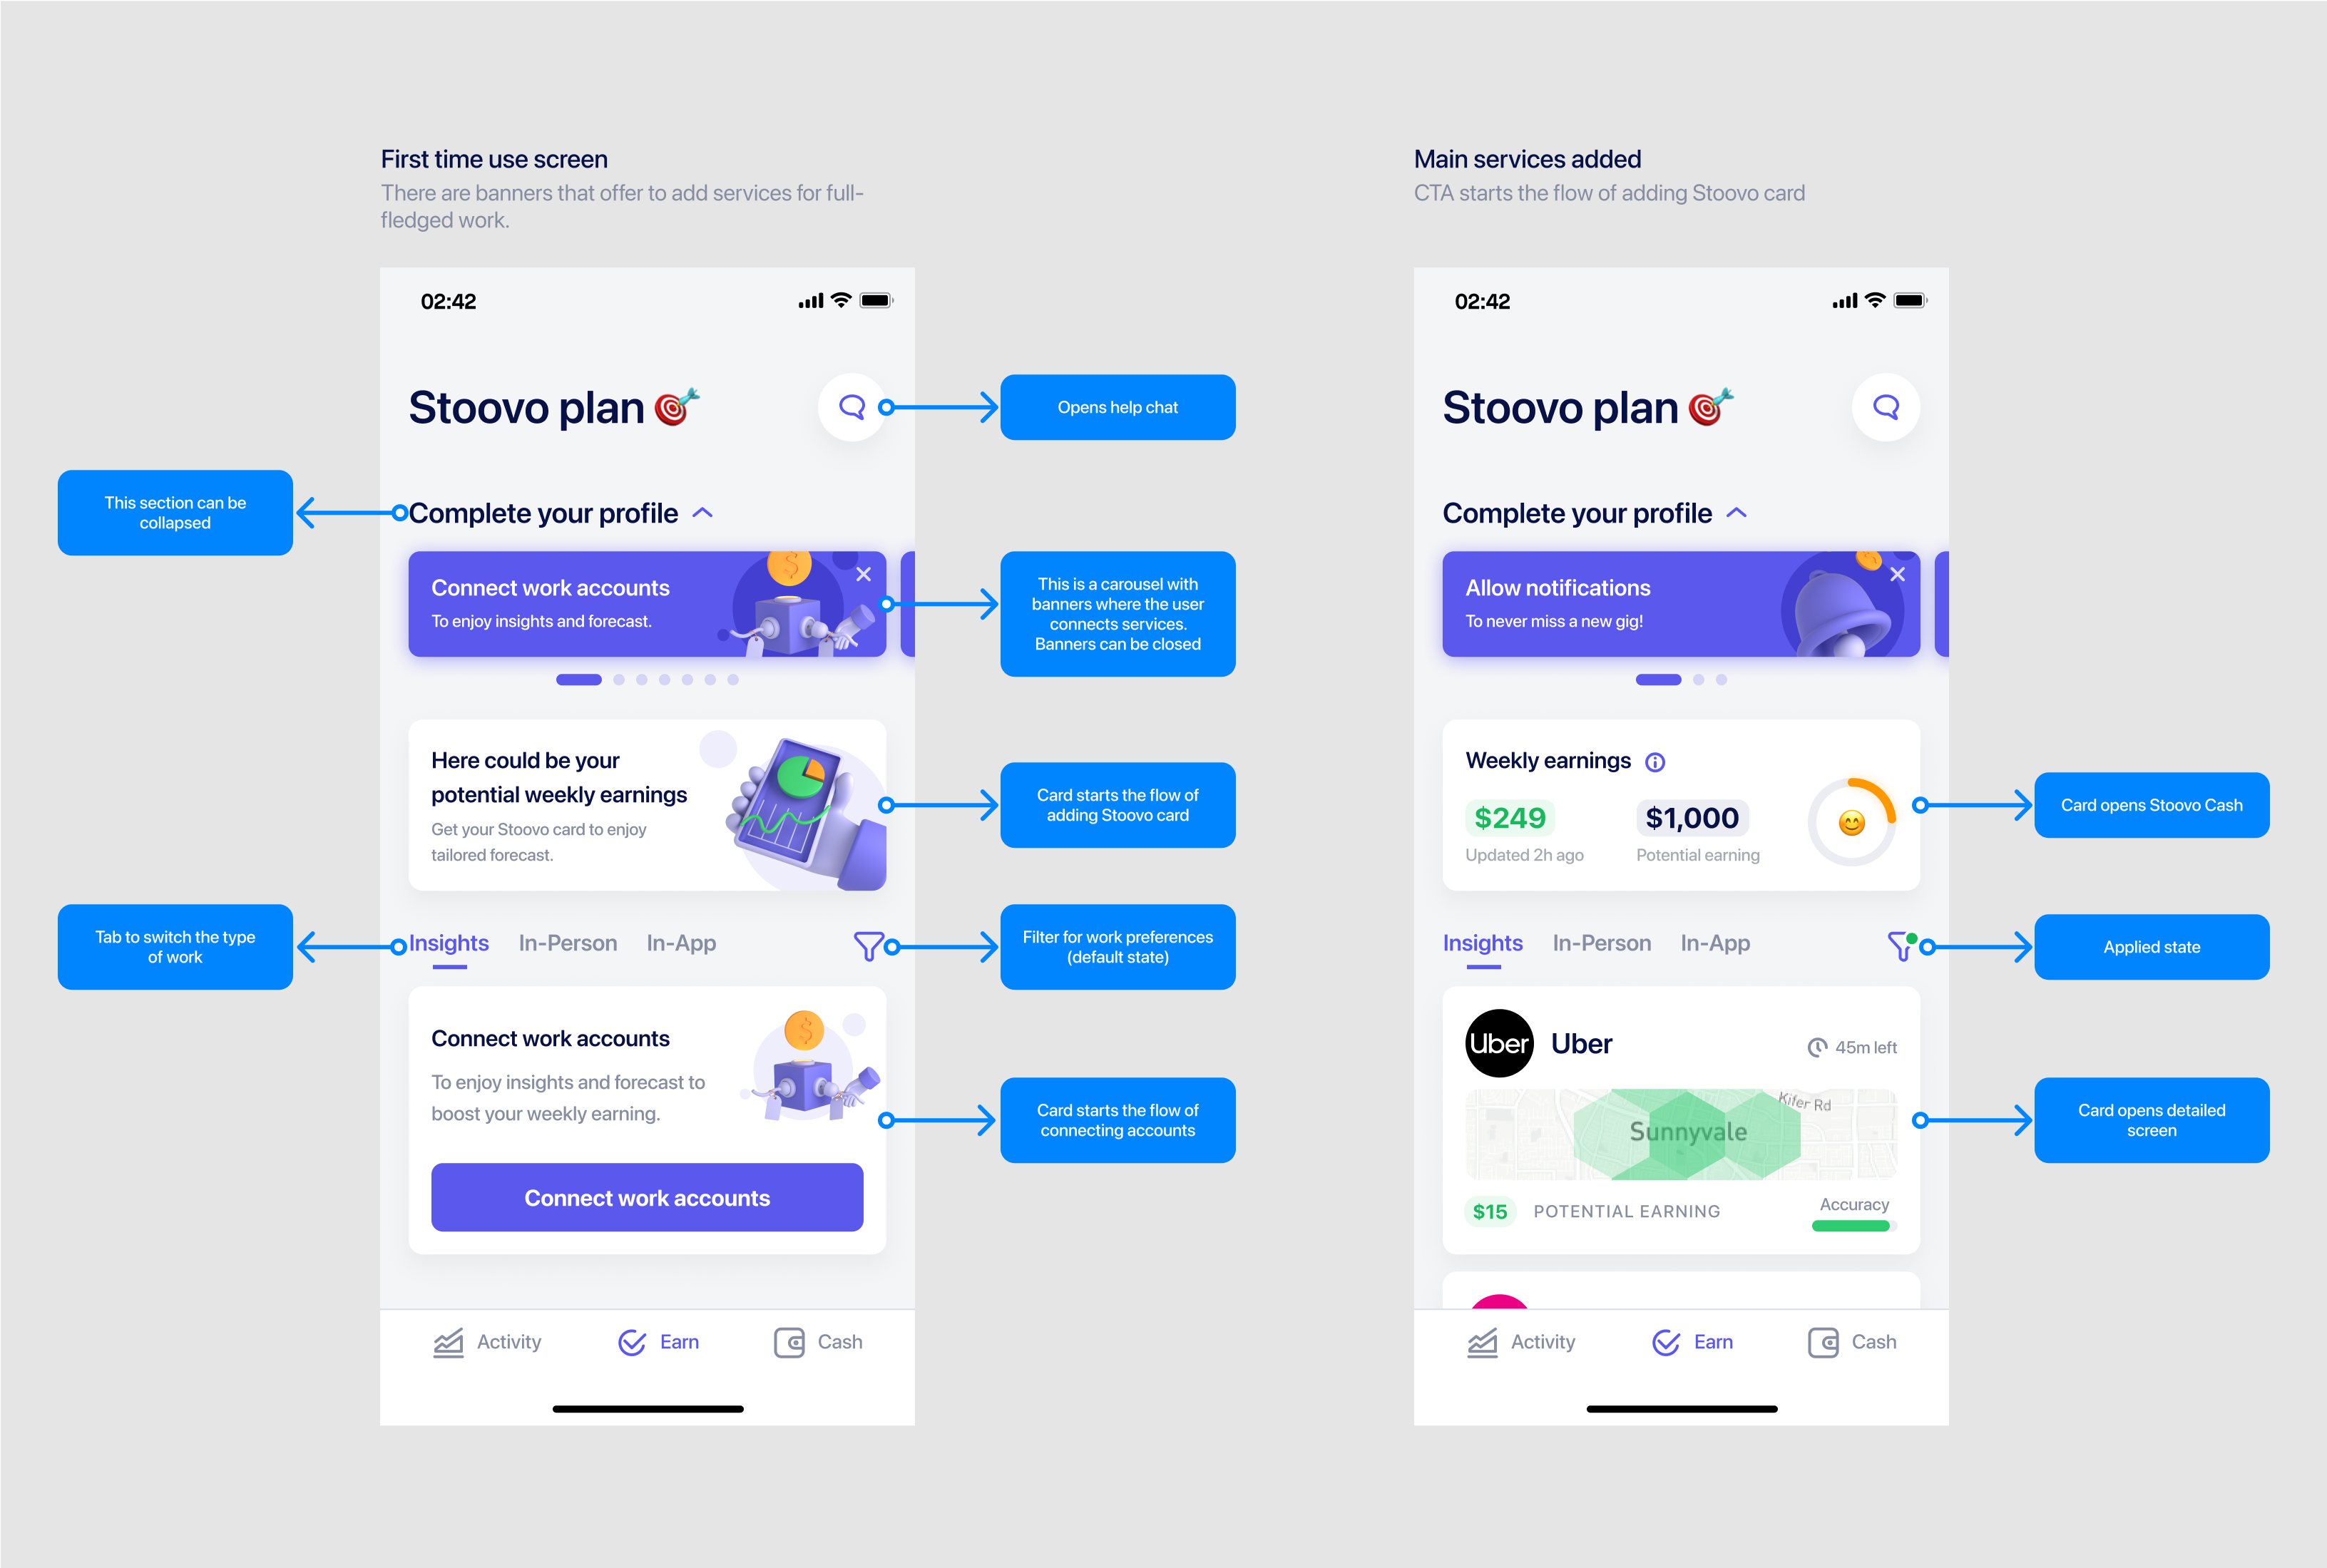 First time use screen
There are banners that offer to add services for full-
fledged work.
02:42
Stoovo plan
Opens help chat
This section can be
collapsed
Complete your profile
Connect work accounts
To enjoy insights and forecast.
This is a carousel with
banners where the user
connects services.
Banners can be closed
Here could be your
potential weekly earnings
Get your Stoovo card to enjoy
tailored forecast.
Card starts the flow of
adding Stoovo card
Tab to switch the type
of work
Insights In-Person In-App
Filter for work preferences
(default state)
Connect work accounts
To enjoy insights and forecast to
boost your weekly earning.
Card starts the flow of
connecting accounts
Connect work accounts
Activity Earn Cash
Main services added
CTA starts the flow of adding Stoovo card
02:42
Stoovo plan
Complete your profile
Allow notifications
To never miss a new gig!
Weekly earnings
$249 $1,000
Updated 2h ago Potential earning
Card opens Stoovo Cash
Insights In-Person In-App
Applied state
Uber Uber 45m left
Kifer Rd
Sunnyvale
Card opens detailed
screen
$15 POTENTIAL EARNING Accuracy
Activity Earn Cash